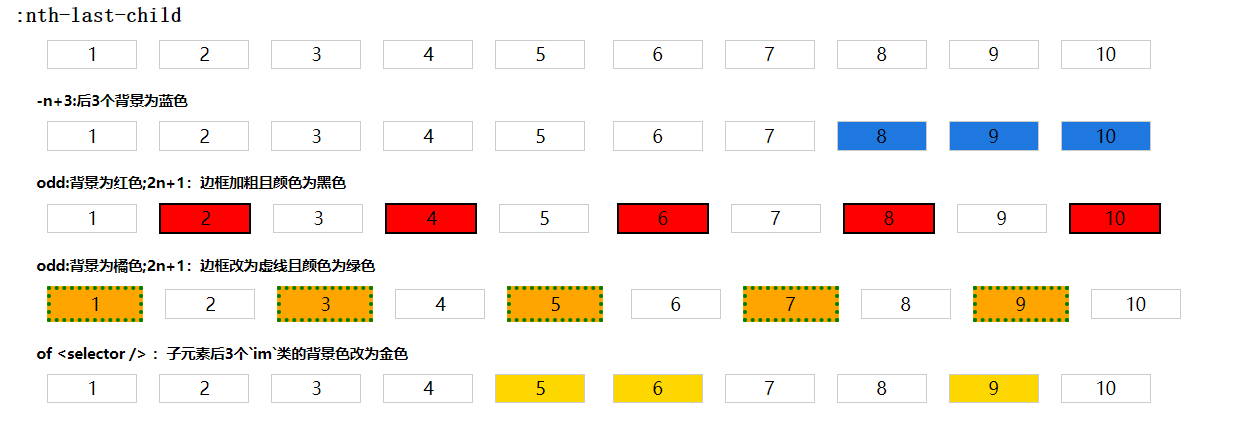 :nth-last-child
1 2 3 4 5 6 7 8 9 10
-n+3:后3个背景为蓝色
1 2 3 4 5 6 7 8 9 10
odd:背景为红色;2n+1：边框加粗且颜色为黑色
1 2 3 4 5 6 7 8 9 10
odd:背景为橘色;2n+1：边框改为虚线且颜色为绿色
1 2 3 4 5 6 7 8 9 10
of <selector /> ：子元素后3个`im`类的背景色改为金色
1 2 3 4 5 6 7 8 9 10